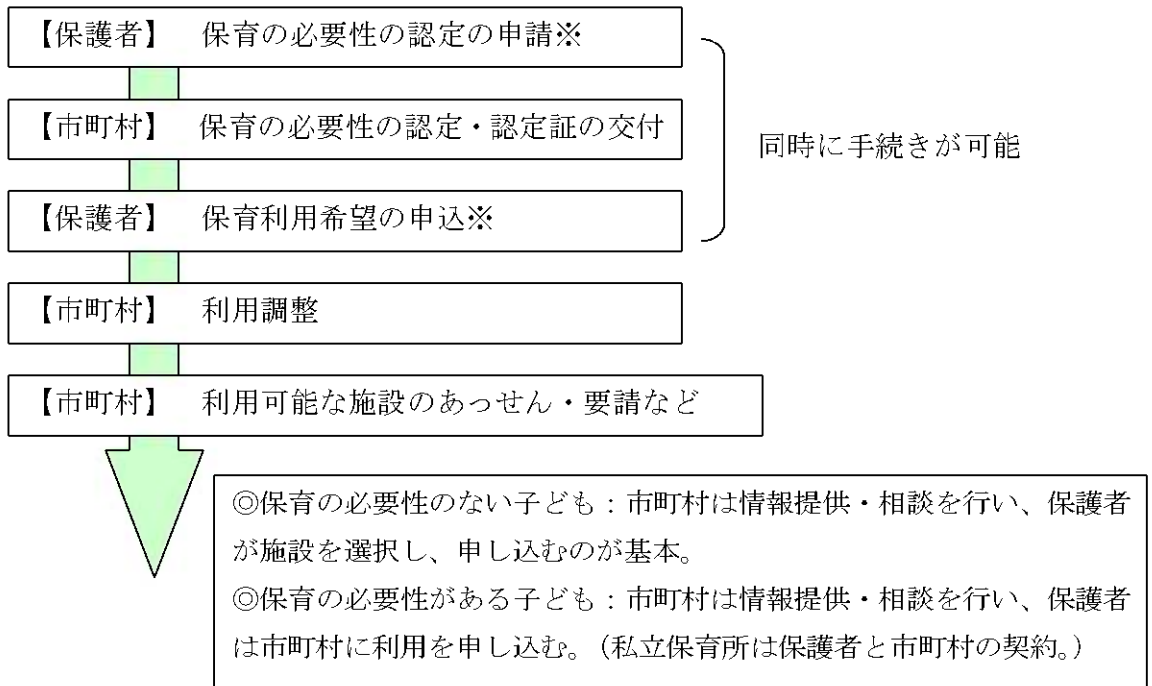 【保護者】　保育の必要性の認定の申請※
【市町村】　保育の必要性の認定・認定証の交付
同時に手続きが可能
【保護者】　保育利用希望の申込※
【市町村】　利用調整
【市町村】　利用可能な施設のあっせん・要請など
◎保育の必要性のない子ども：市町村は情報提供・相談を行い、保護者
が施設を選択し、申し込むのが基本。
◎保育の必要性がある子ども：市町村は情報提供・相談を行い、保護者
は市町村に利用を申し込む。（私立保育所は保護者と市町村の契約。）